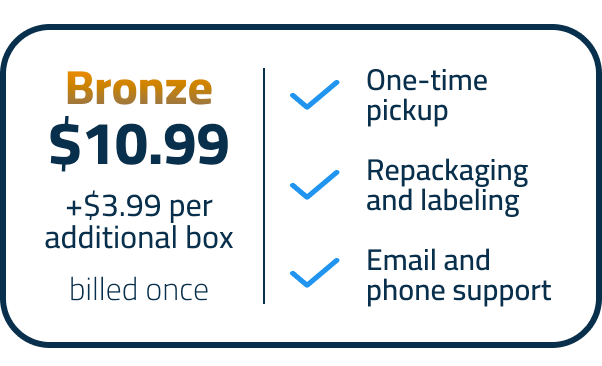 Bronze
$10.99
+$3.99 per
additional box
billed once
One-time
pickup
Repackaging
and labeling
Email and
phone support